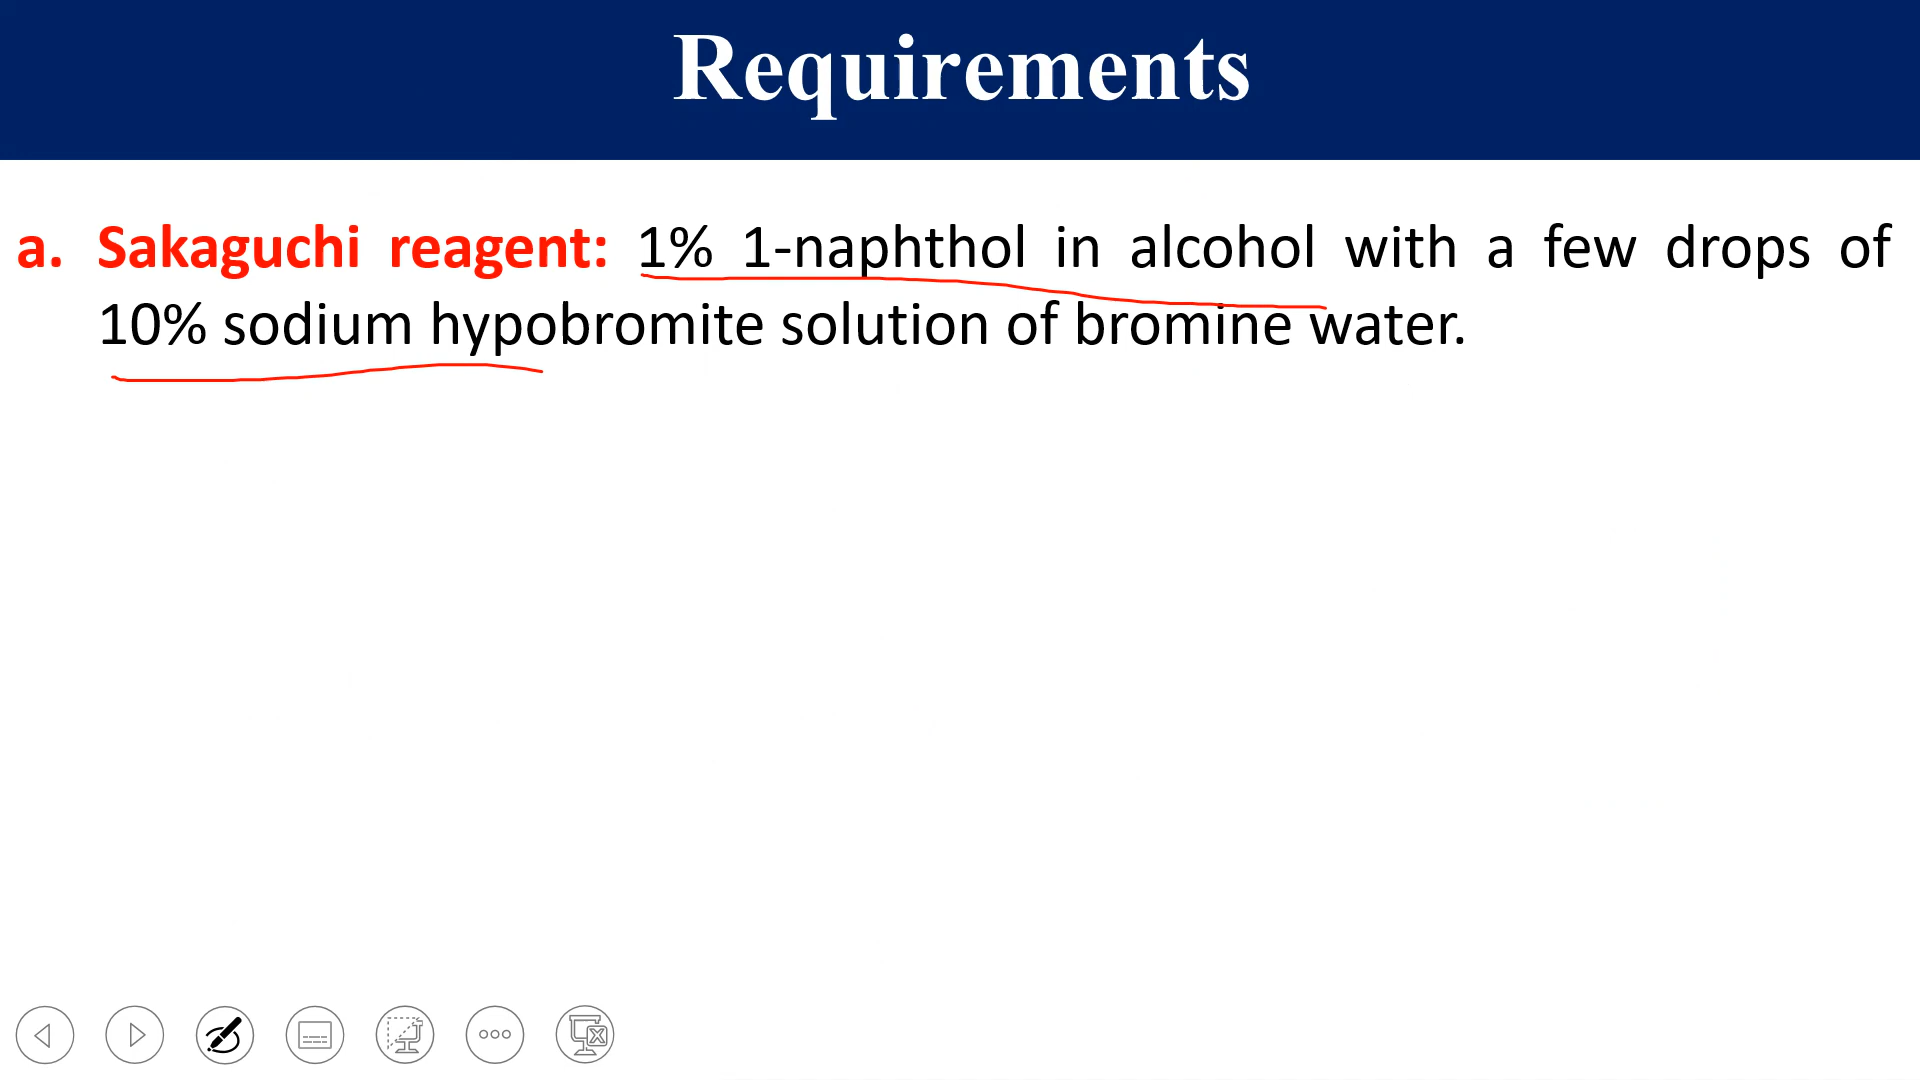 Requirements
a. Sakaguchi reagent: 1% 1-naphthol in alcohol with a few drops of
10% sodium hypobromite solution of bromine water.